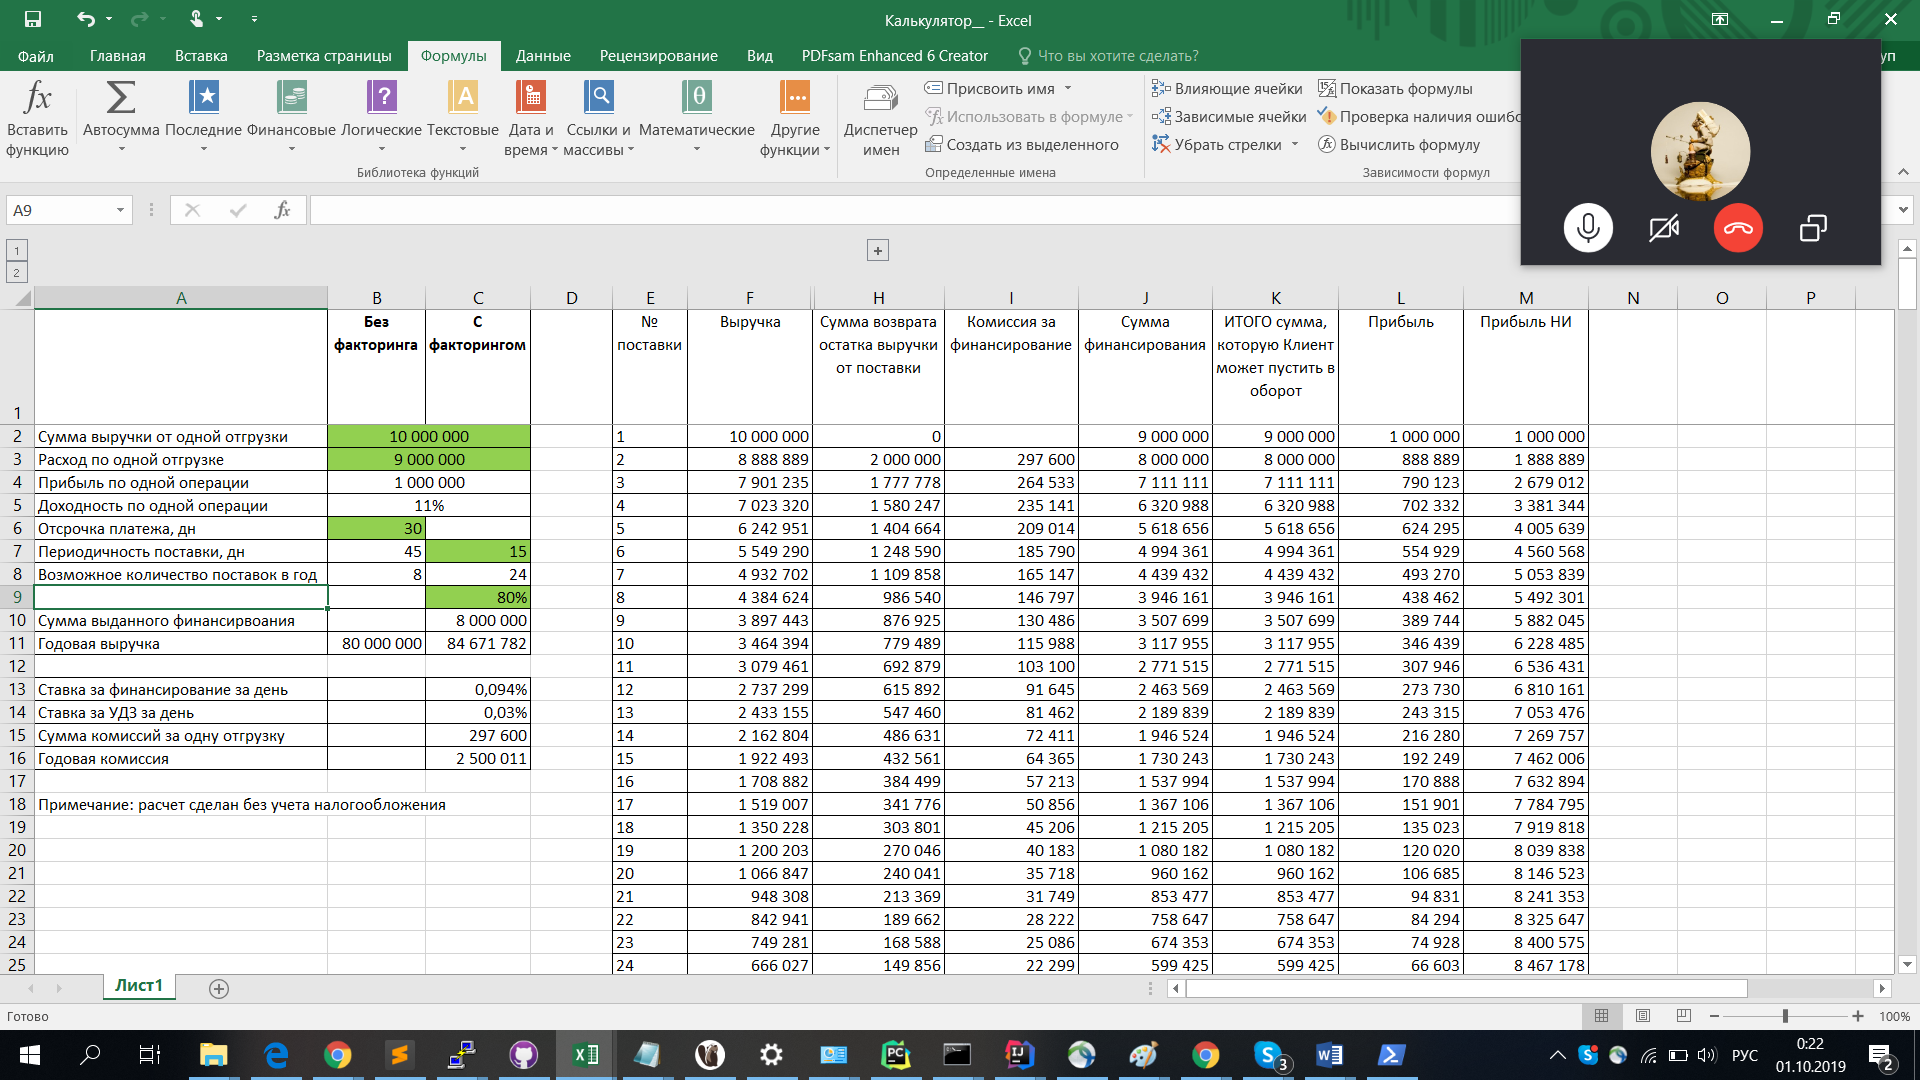 Калькулятор__ - Excel
Файл Главная Вставка Разметка страницы Формулы Данные Рецензирование Вид PDFsam Enhanced 6 Creator Что вы хотите сделать? уп
Вставить функцию
Автосумма
Последние
Финансовые
Логические
Текстовые
Дата и время
Ссылки и массивы
Математические
Другие функции
Библиотека функций
Диспетчер имен
Присвоить имя
Использовать в формуле
Создать из выделенного
Определенные имена
Влияющие ячейки
Зависимые ячейки
Убрать стрелки
Показать формулы
Проверка наличия ошибо
Вычислить формулу
Зависимости формул
A9
1
2
A B C D E F H I J K L M N O P
1 Без факторинга С факторингом № поставки Выручка Сумма возврата остатка выручки от поставки Комиссия за финансирование Сумма финансирования ИТОГО сумма, которую Клиент может пустить в оборот Прибыль Прибыль НИ
2 Сумма выручки от одной отгрузки 10 000 000 1 10 000 000 0 9 000 000 9 000 000 1 000 000 1 000 000
3 Расход по одной отгрузке 9 000 000 2 8 888 889 2 000 000 297 600 8 000 000 8 000 000 888 889 1 888 889
4 Прибыль по одной операции 1 000 000 3 7 901 235 1 777 778 264 533 7 111 111 7 111 111 790 123 2 679 012
5 Доходность по одной операции 11% 4 7 023 320 1 580 247 235 141 6 320 988 6 320 988 702 332 3 381 344
6 Отсрочка платежа, дн 30 5 6 242 951 1 404 664 209 014 5 618 656 5 618 656 624 295 4 005 639
7 Периодичность поставки, дн 45 15 6 5 549 290 1 248 590 185 790 4 994 361 4 994 361 554 929 4 560 568
8 Возможное количество поставок в год 8 24 7 4 932 702 1 109 858 165 147 4 439 432 4 439 432 493 270 5 053 839
9 80% 8 4 384 624 986 540 146 797 3 946 161 3 946 161 438 462 5 492 301
10 Сумма выданного финансирвоания 8 000 000 9 3 897 443 876 925 130 486 3 507 699 3 507 699 389 744 5 882 045
11 Годовая выручка 80 000 000 84 671 782 10 3 464 394 779 489 115 988 3 117 955 3 117 955 346 439 6 228 485
12 11 3 079 461 692 879 103 100 2 771 515 2 771 515 307 946 6 536 431
13 Ставка за финансирование за день 0,094% 12 2 737 299 615 892 91 645 2 463 569 2 463 569 273 730 6 810 161
14 Ставка за УДЗ за день 0,03% 13 2 433 155 547 460 81 462 2 189 839 2 189 839 243 315 7 053 476
15 Сумма комиссий за одну отгрузку 297 600 14 2 162 804 486 631 72 411 1 946 524 1 946 524 216 280 7 269 757
16 Годовая комиссия 2 500 011 15 1 922 493 432 561 64 365 1 730 243 1 730 243 192 249 7 462 006
17 16 1 708 882 384 499 57 213 1 537 994 1 537 994 170 888 7 632 894
18 Примечание: расчет сделан без учета налогообложения 17 1 519 007 341 776 50 856 1 367 106 1 367 106 151 901 7 784 795
19 18 1 350 228 303 801 45 206 1 215 205 1 215 205 135 023 7 919 818
20 19 1 200 203 270 046 40 183 1 080 182 1 080 182 120 020 8 039 838
21 20 1 066 847 240 041 35 718 960 162 960 162 106 685 8 146 523
22 21 948 308 213 369 31 749 853 477 853 477 94 831 8 241 353
23 22 842 941 189 662 28 222 758 647 758 647 84 294 8 325 647
24 23 749 281 168 588 25 086 674 353 674 353 74 928 8 400 575
25 24 666 027 149 856 22 299 599 425 599 425 66 603 8 467 178
Лист1
Готово 100%
3 РУС 0:22
01.10.2019 2